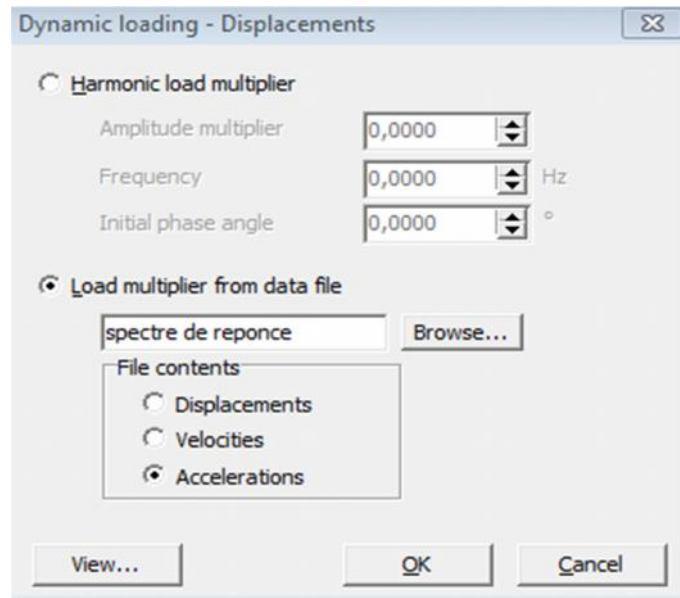 Dynamic loading - Displacements
Harmonic load multiplier
Amplitude multiplier 0,0000
Frequency 0,0000 Hz
Initial phase angle 0,0000 °
Load multiplier from data file
spectre de reponce Browse...
File contents
Displacements
Velocities
Accelerations
View... OK Cancel